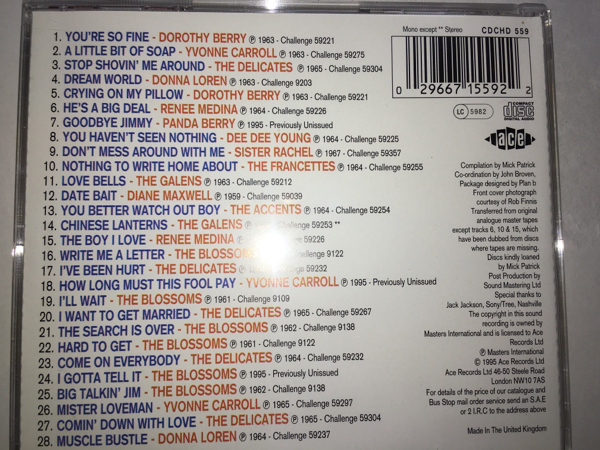 Mono except ** Stereo CDCHD 559
1. YOU'RE SO FINE - DOROTHY BERRY ℗ 1963 - Challenge 59221
2. A LITTLE BIT OF SOAP - YVONNE CARROLL ℗ 1963 - Challenge 59275
3. STOP SHOVIN' ME AROUND - THE DELICATES ℗ 1965 - Challenge 59304
4. DREAM WORLD - DONNA LOREN ℗ 1962 - Challenge 9203
5. CRYING ON MY PILLOW - DOROTHY BERRY ℗ 1963 - Challenge 59221
6. HE'S A BIG DEAL - RENEE MEDINA ℗ 1964 - Challenge 59226
7. GOODBYE JIMMY - PANDA BERRY ℗ 1995 - Previously Unissued
8. YOU HAVEN'T SEEN NOTHING - DEE DEE YOUNG ℗ 1964 - Challenge 59225
9. DON'T MESS AROUND WITH ME - SISTER RACHEL ℗ 1967 - Challenge 59357
10. NOTHING TO WRITE HOME ABOUT - THE FRANCETTES ℗ 1964 - Challenge 59255
11. LOVE BELLS - THE GALENS ℗ 1963 - Challenge 59212
12. DATE BAIT - DIANE MAXWELL ℗ 1959 - Challenge 59039
13. YOU BETTER WATCH OUT BOY - THE ACCENTS ℗ 1964 - Challenge 59254
14. CHINESE LANTERNS - THE GALENS Challenge 59253 **
15. THE BOY I LOVE - RENEE MEDINA 59226
16. WRITE ME A LETTER - THE BLOSSOMS Challenge 9122
17. I'VE BEEN HURT - THE DELICATES 59232
18. HOW LONG MUST THIS FOOL PAY - YVONNE CARROLL ℗ 1995 - Previously Unissued
19. I'LL WAIT - THE BLOSSOMS ℗ 1961 - Challenge 9109
20. I WANT TO GET MARRIED - THE DELICATES ℗ 1965 - Challenge 59267
21. THE SEARCH IS OVER - THE BLOSSOMS ℗ 1962 - Challenge 9138
22. HARD TO GET - THE BLOSSOMS ℗ 1961 - Challenge 9122
23. COME ON EVERYBODY - THE DELICATES ℗ 1964 - Challenge 59232
24. I GOTTA TELL IT - THE BLOSSOMS ℗ 1995 - Previously Unissued
25. BIG TALKIN' JIM - THE BLOSSOMS ℗ 1962 - Challenge 9138
26. MISTER LOVEMAN - YVONNE CARROLL ℗ 1965 - Challenge 59297
27. COMIN' DOWN WITH LOVE - THE DELICATES ℗ 1965 - Challenge 59304
28. MUSCLE BUSTLE - DONNA LOREN ℗ 1964 - Challenge 59237
0 29667 15592 2
LC 5982
COMPACT
disc
DIGITAL AUDIO
ace
Compilation by Mick Patrick
Co-ordination by John Broven,
Package designed by Plan b
Front cover photograph
courtesy of Rob Finnis
Transferred from original
analogue master tapes
except tracks 6, 10 & 15, which
have been dubbed from discs
where tapes are missing.
Discs kindly loaned
by Mick Patrick
Post Production by
Sound Mastering Ltd
Special thanks to
Jack Jackson, Sony/Tree, Nashville
The copyright in this sound
recording is owned by
Masters International and is licensed to Ace
Records Ltd
℗ Masters International
© 1995 Ace Records Ltd
Ace Records Ltd 46-50 Steele Road
London NW10 7AS
For details of the price of our catalogue and
Bus Stop mail order service send an S.A.E
or 2 I.R.C to the address above
Made In The United Kingdom